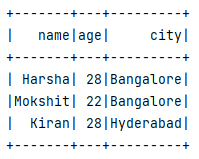 +-------+---+---------+
|   name|age|     city|
+-------+---+---------+
| Harsha| 28|Bangalore|
|Mokshit| 22|Bangalore|
|  Kiran| 28|Hyderabad|
+-------+---+---------+